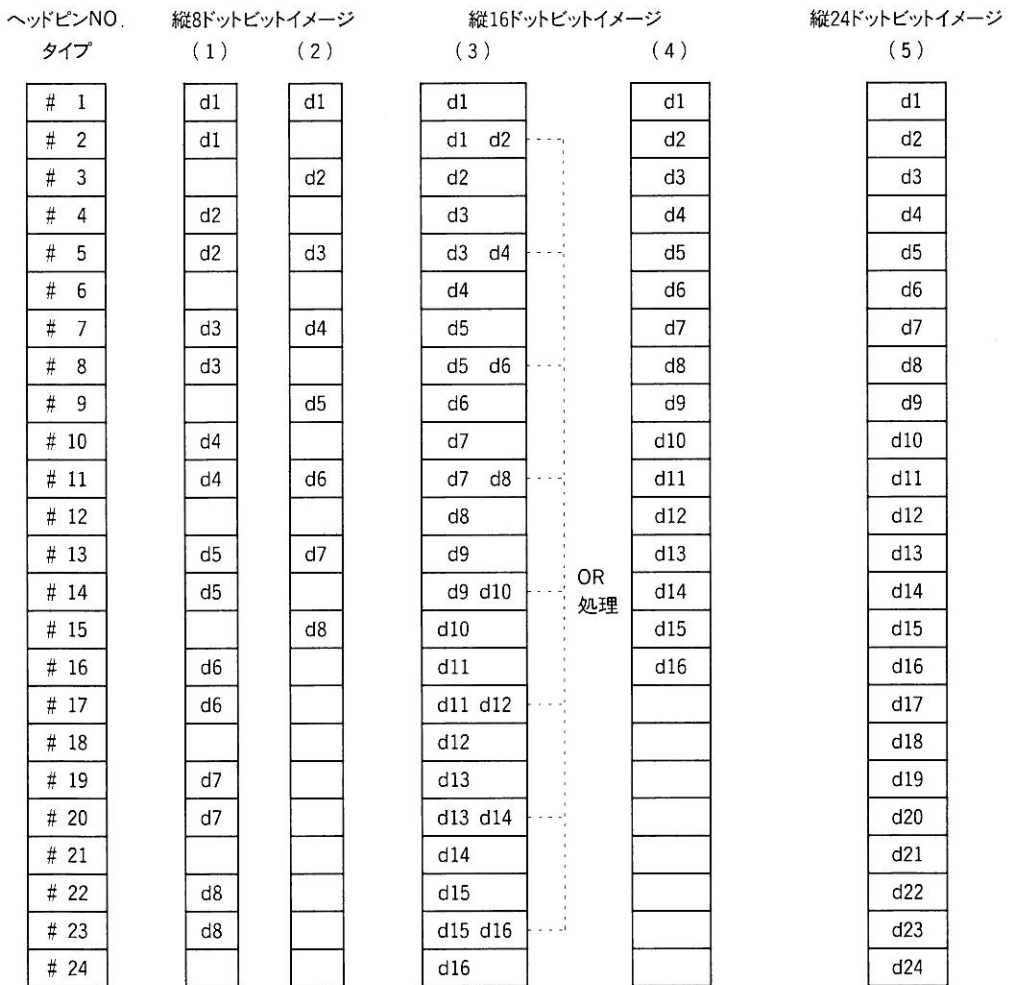 ヘッドピンNO. 縦8ドットビットイメージ 縦16ドットビットイメージ 縦24ドットビットイメージ
タイプ (1) (2) (3) (4) (5)
# 1 d1 d1 d1 d1 d1
# 2 d1 d1 d2 d2 d2
# 3 d2 d2 d3 d3
# 4 d2 d3 d4 d4
# 5 d2 d3 d3 d4 d5 d5
# 6 d4 d6 d6
# 7 d3 d4 d5 d7 d7
# 8 d3 d5 d6 d8 d8
# 9 d5 d6 d9 d9
# 10 d4 d7 d10 d10
# 11 d4 d6 d7 d8 d11 d11
# 12 d8 d12 d12
# 13 d5 d7 d9 d13 d13
OR
# 14 d5 d9 d10 d14 d14
処理
# 15 d8 d10 d15 d15
# 16 d6 d11 d16 d16
# 17 d6 d11 d12 d17
# 18 d12 d18
# 19 d7 d13 d19
# 20 d7 d13 d14 d20
# 21 d14 d21
# 22 d8 d15 d22
# 23 d8 d15 d16 d23
# 24 d16 d24